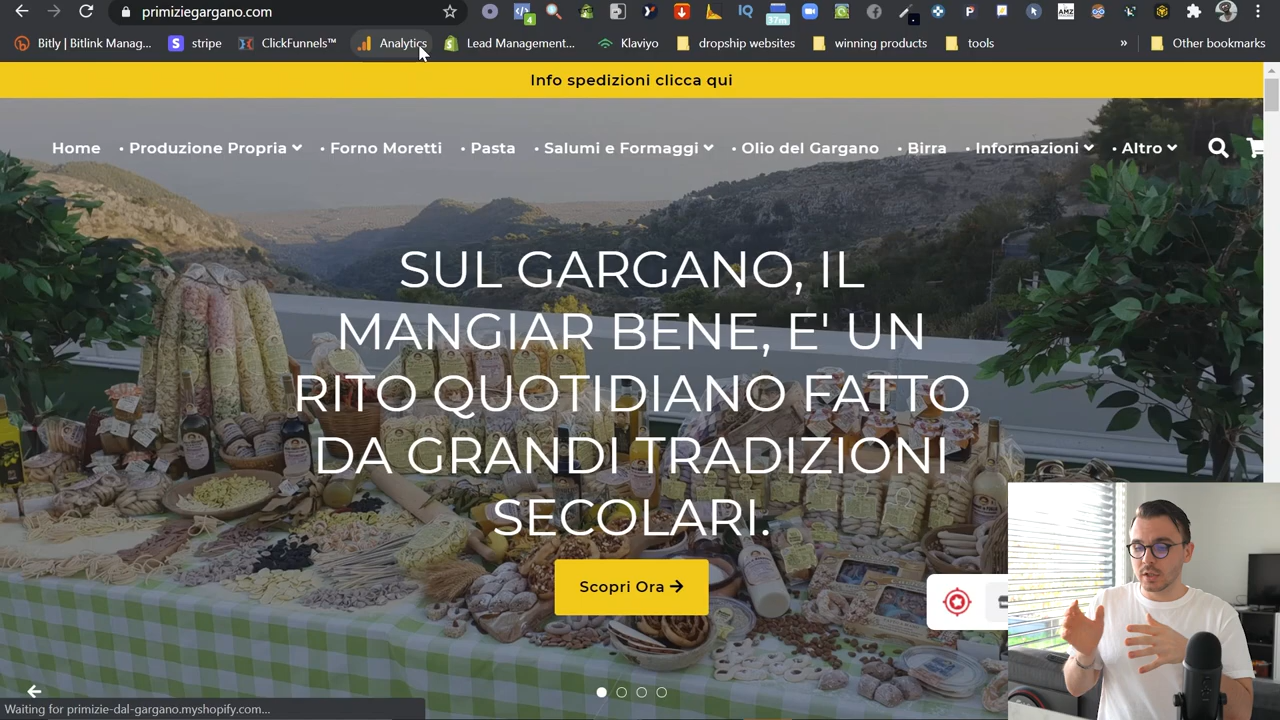 primiziegargano.com
4
37m
Bitly | Bitlink Manag...
stripe
ClickFunnels™
Analytics
Lead Management...
Klaviyo
dropship websites
winning products
tools
»
Other bookmarks
Info spedizioni clicca qui
Home
• Produzione Propria
• Forno Moretti
• Pasta
• Salumi e Formaggi
• Olio del Gargano
• Birra
• Informazioni
• Altro
SUL GARGANO, IL
MANGIAR BENE, E' UN
RITO QUOTIDIANO FATTO
DA GRANDI TRADIZIONI
SECOLARI.
Scopri Ora →
Waiting for primizie-dal-gargano.myshopify.com...